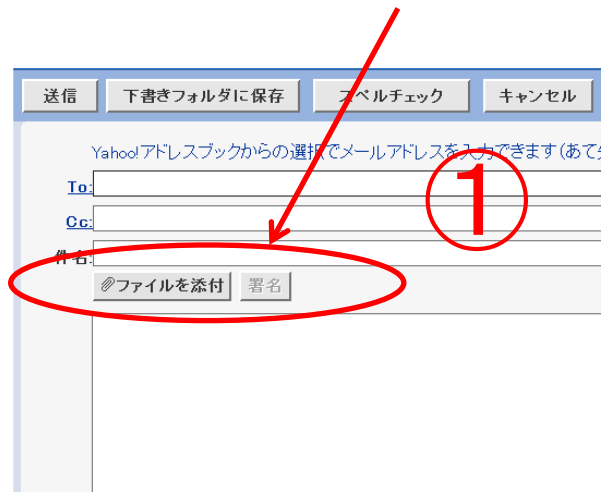 送信 下書きフォルダに保存 スペルチェック キャンセル
Yahoo!アドレスブックからの選択でメールアドレスを入力できます(あて
①
To:
Cc:
件名:
ファイルを添付 署名